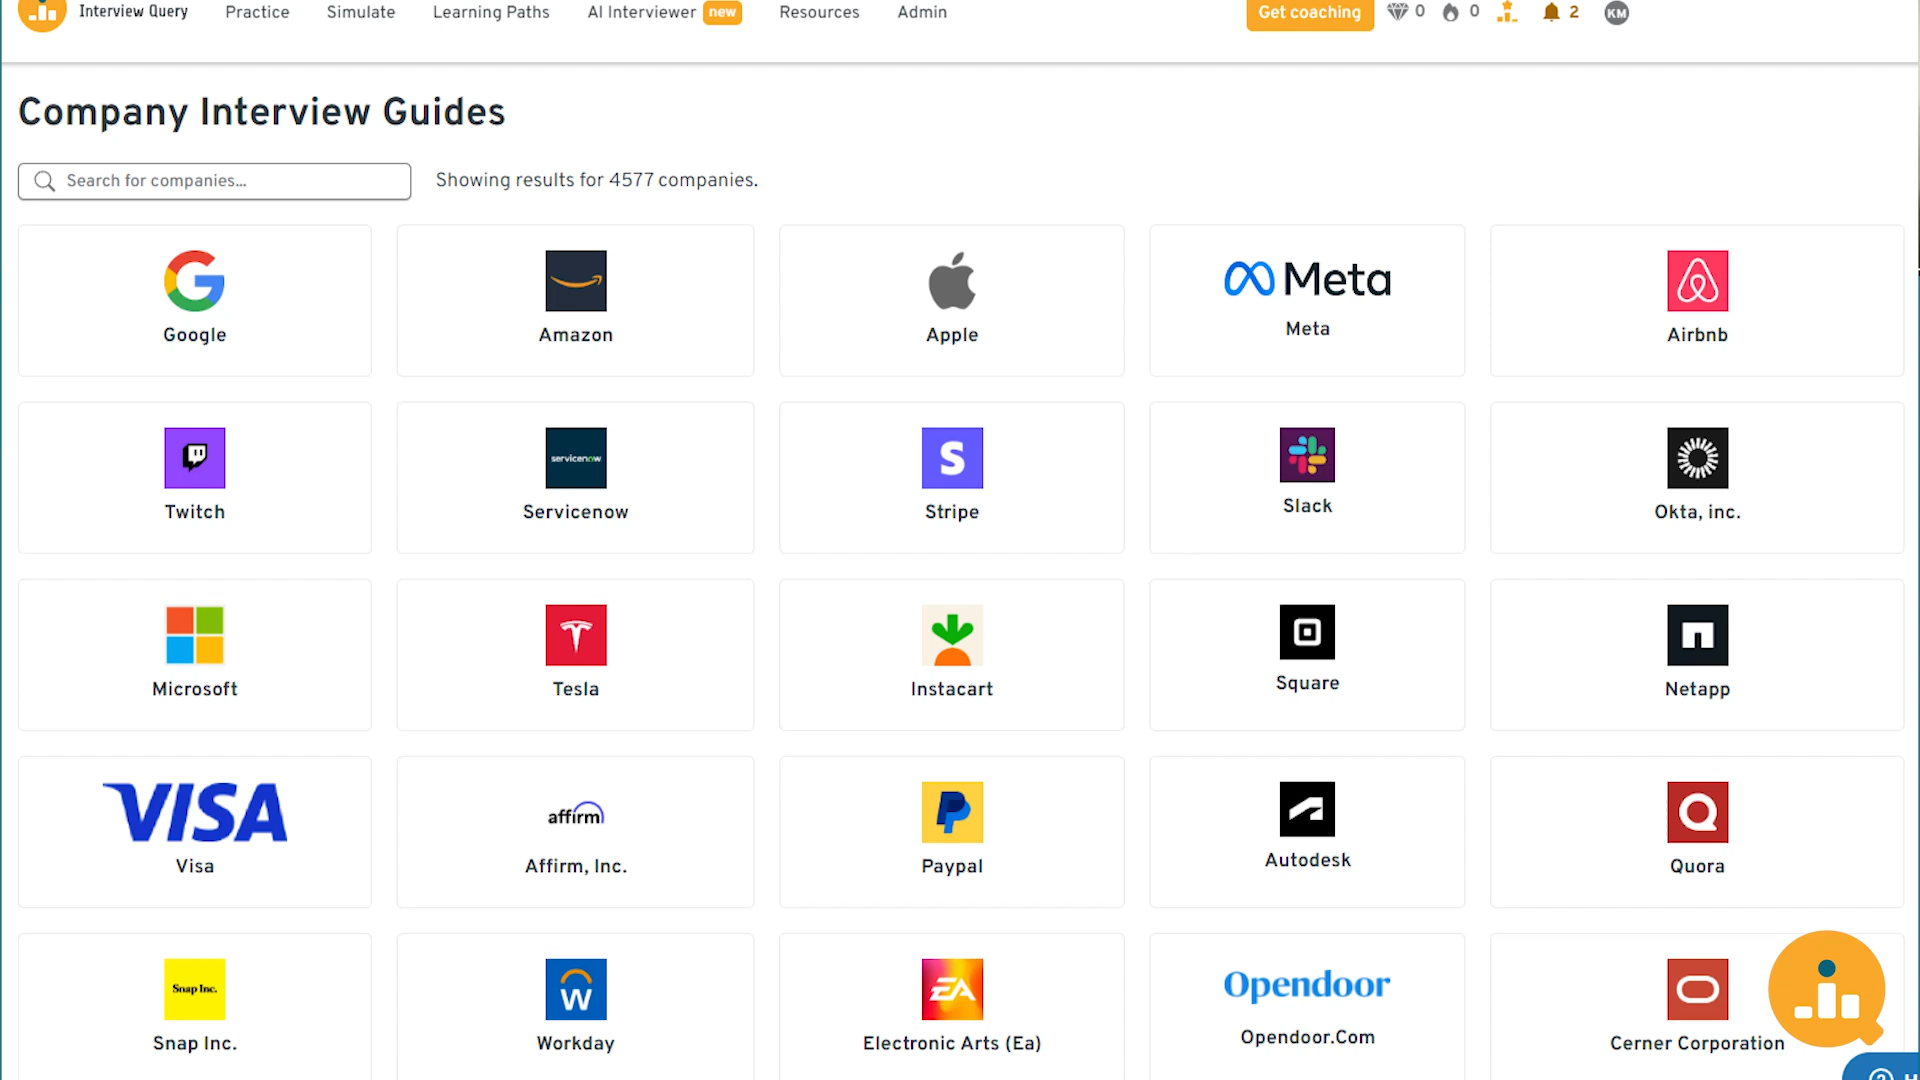 Interview Query Practice Simulate Learning Paths AI Interviewer new Resources Admin Get coaching 0 0 2 KM
Company Interview Guides
Search for companies...
Showing results for 4577 companies.
Google
Amazon
Apple
Meta
Meta
Airbnb
Twitch
servicenow
Servicenow
S
Stripe
Slack
Okta, inc.
Microsoft
Tesla
Instacart
Square
Netapp
VISA
Visa
affirm
Affirm, Inc.
Paypal
Autodesk
Q
Quora
Snap Inc.
Snap Inc.
W
Workday
EA
Electronic Arts (Ea)
Opendoor
Opendoor.Com
Cerner Corporation